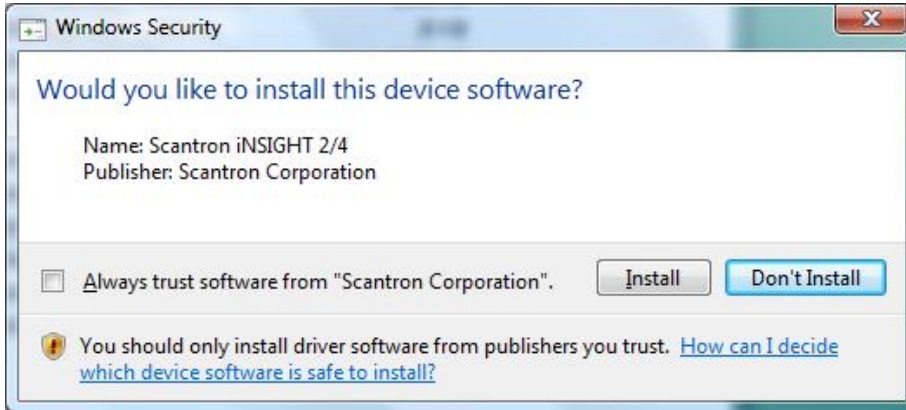 Windows Security
Would you like to install this device software?
Name: Scantron iNSIGHT 2/4
Publisher: Scantron Corporation
Always trust software from "Scantron Corporation". Install Don't Install
You should only install driver software from publishers you trust. How can I decide
which device software is safe to install?